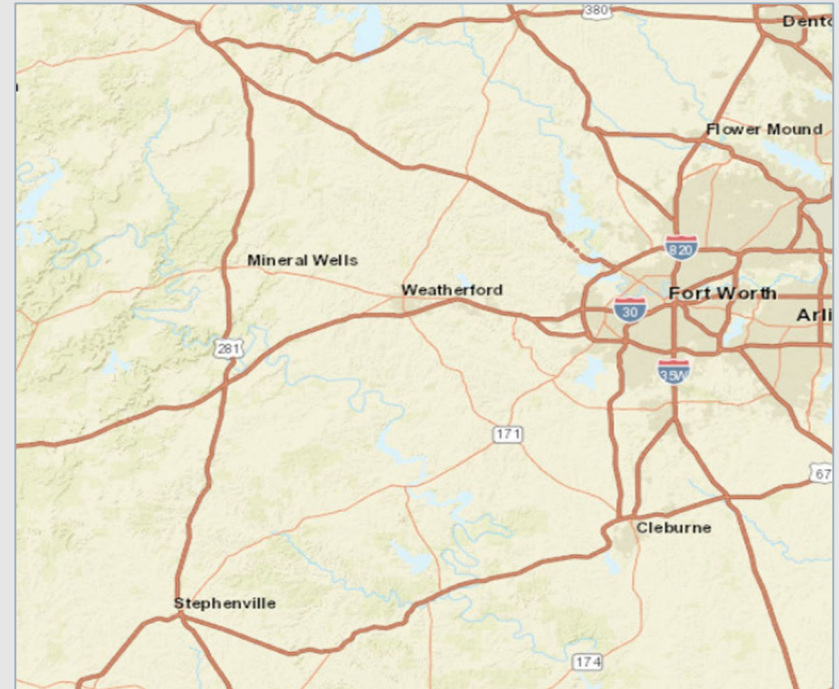 380
Dento
Flower Mound
820
Mineral Wells
Weatherford
Fort Worth
30
Arli
281
35W
171
67
Cleburne
Stephenville
174